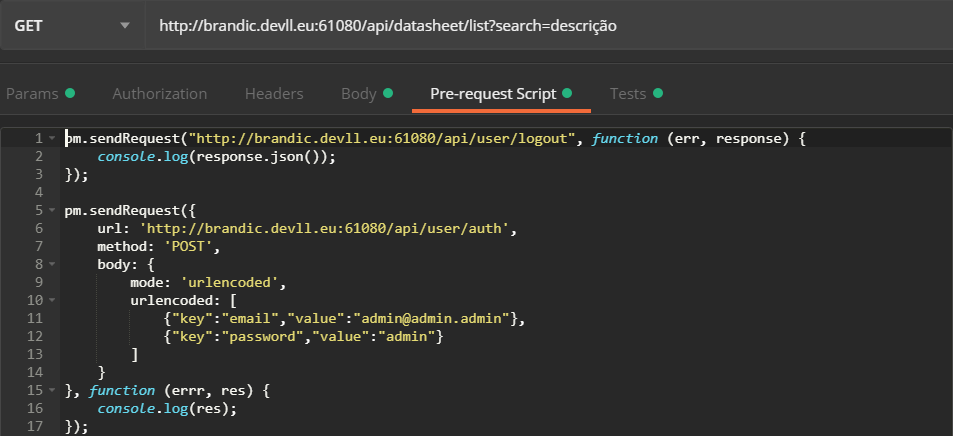 GET http://brandic.devll.eu:61080/api/datasheet/list?search=descrição
Params Authorization Headers Body Pre-request Script Tests
1 pm.sendRequest("http://brandic.devll.eu:61080/api/user/logout", function (err, response) {
2     console.log(response.json());
3 });
4
5 pm.sendRequest({
6     url: 'http://brandic.devll.eu:61080/api/user/auth',
7     method: 'POST',
8     body: {
9         mode: 'urlencoded',
10         urlencoded: [
11             {"key":"email","value":"admin@admin.admin"},
12             {"key":"password","value":"admin"}
13         ]
14     }
15 }, function (errr, res) {
16     console.log(res);
17 });